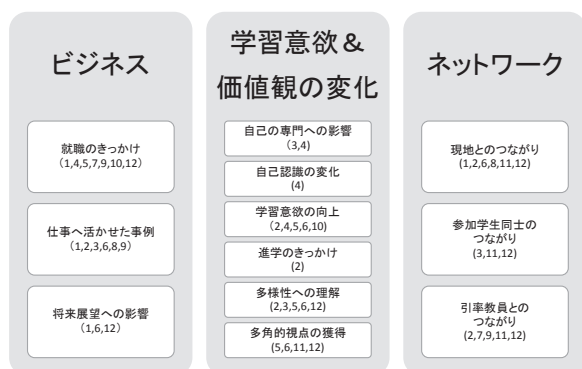 ビジネス
就職のきっかけ
(1,4,5,7,9,10,12)
仕事へ活かせた事例
(1,2,3,6,8,9)
将来展望への影響
(1,6,12)
学習意欲＆
価値観の変化
自己の専門への影響
(3,4)
自己認識の変化
(4)
学習意欲の向上
(2,4,5,6,10)
進学のきっかけ
(2)
多様性への理解
(2,3,5,6,12)
多角的視点の獲得
(5,6,11,12)
ネットワーク
現地とのつながり
(1,2,6,8,11,12)
参加学生同士の
つながり
(3,11,12)
引率教員との
つながり
(2,7,9,11,12)